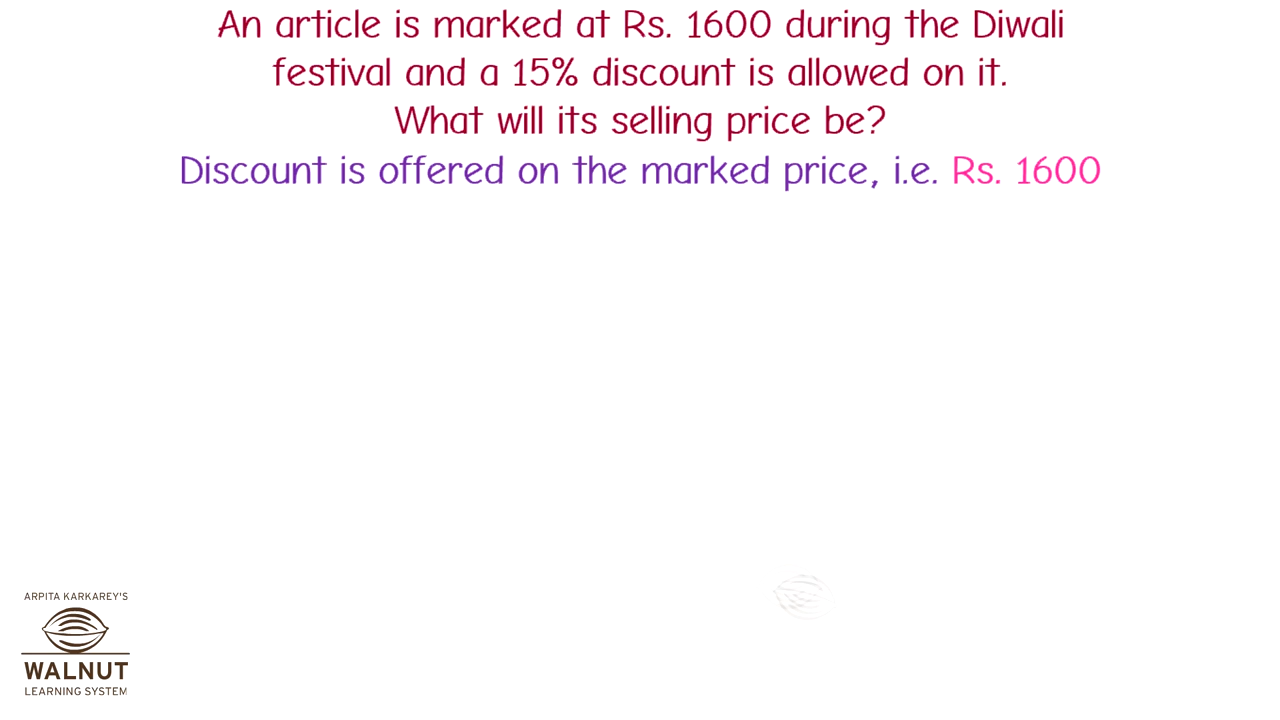 An article is marked at Rs. 1600 during the Diwali
festival and a 15% discount is allowed on it.
What will its selling price be?
Discount is offered on the marked price, i.e. Rs. 1600
ARPITA KARKAREY'S
WALNUT
LEARNING SYSTEM